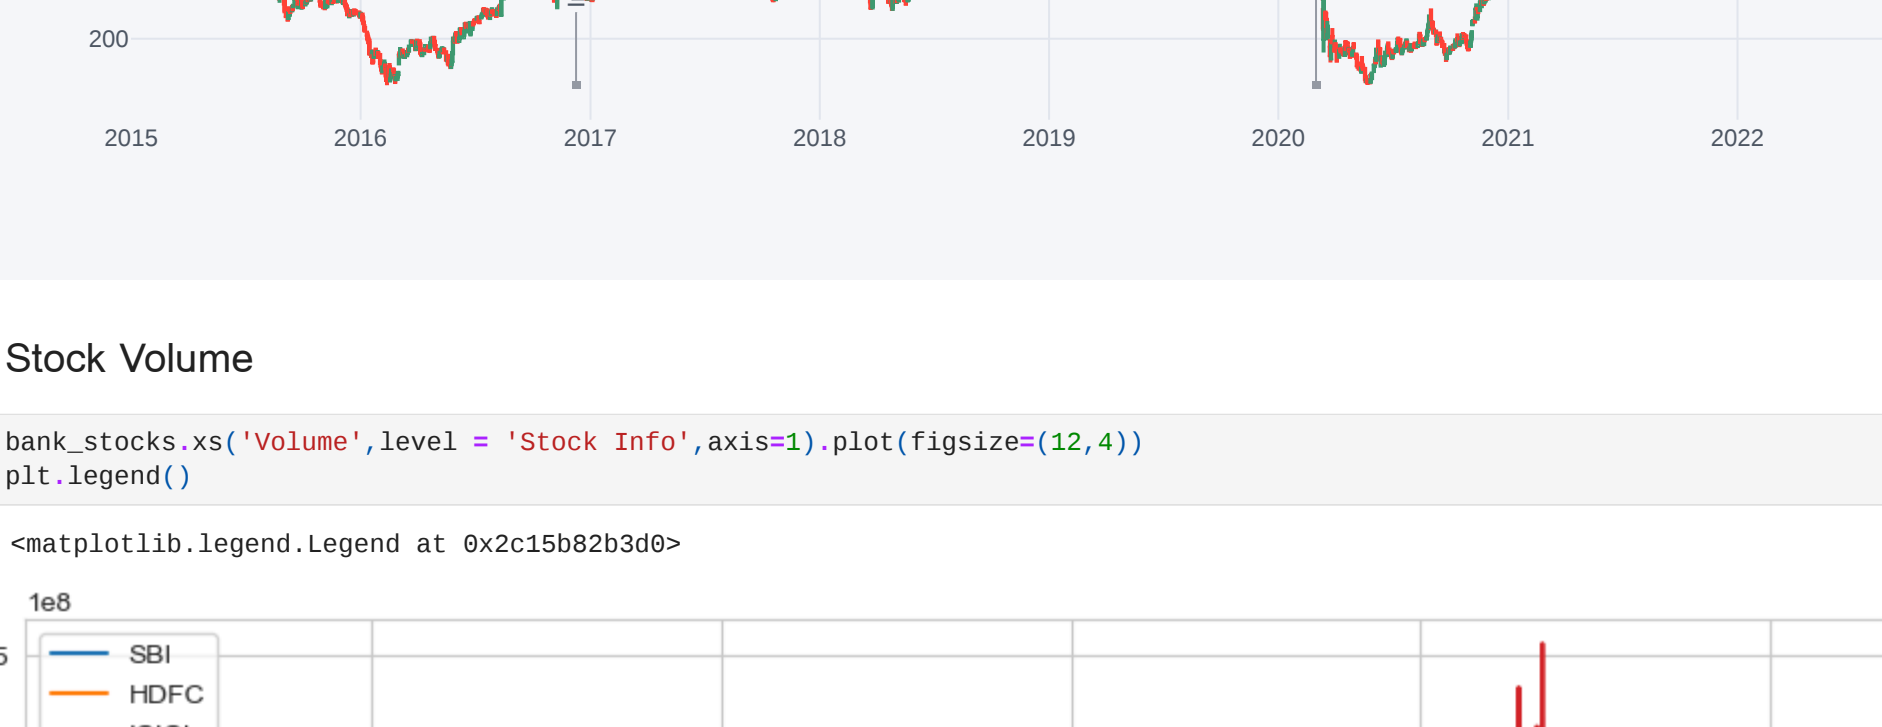 200
2015 2016 2017 2018 2019 2020 2021 2022
Stock Volume
bank_stocks.xs('Volume',level = 'Stock Info',axis=1).plot(figsize=(12,4))
plt.legend()
<matplotlib.legend.Legend at 0x2c15b82b3d0>
1e8
5
SBI
HDFC